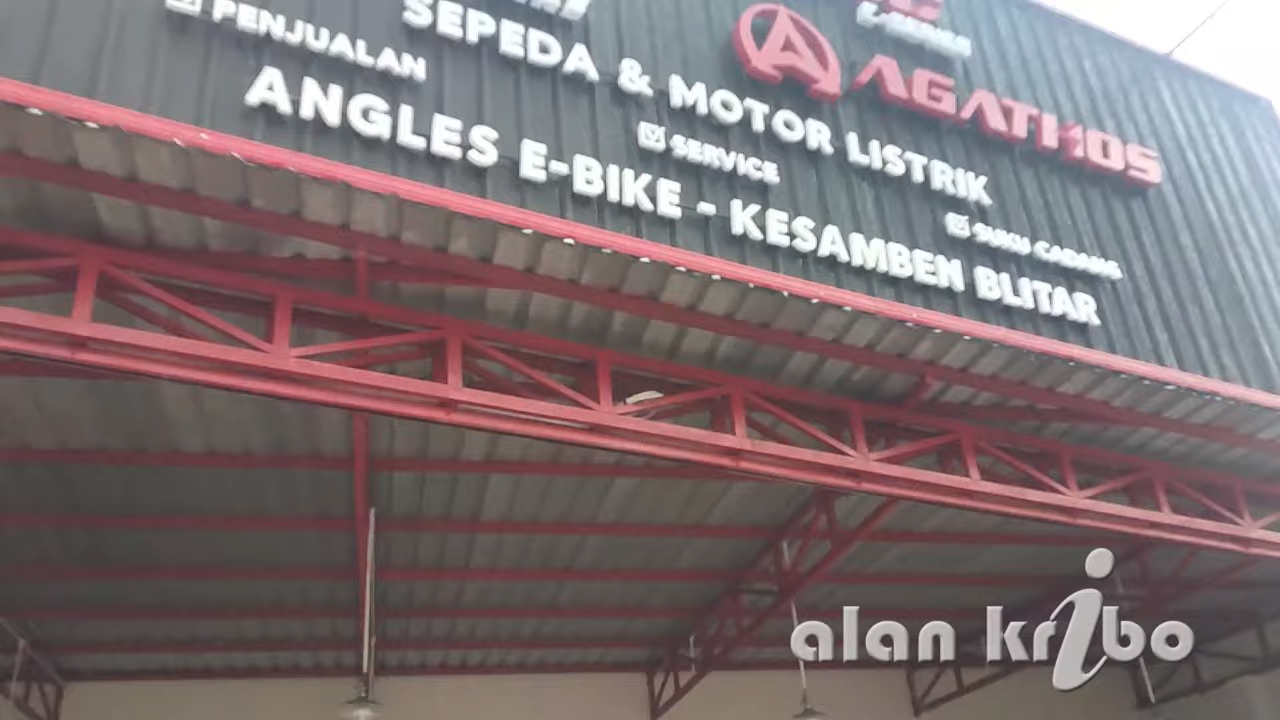 SEPEDA & MOTOR LISTRIK
AGATHOS
PENJUALAN
SERVICE
SUKU CADANG
ANGLES E-BIKE - KESAMBEN BLITAR
alan kribo